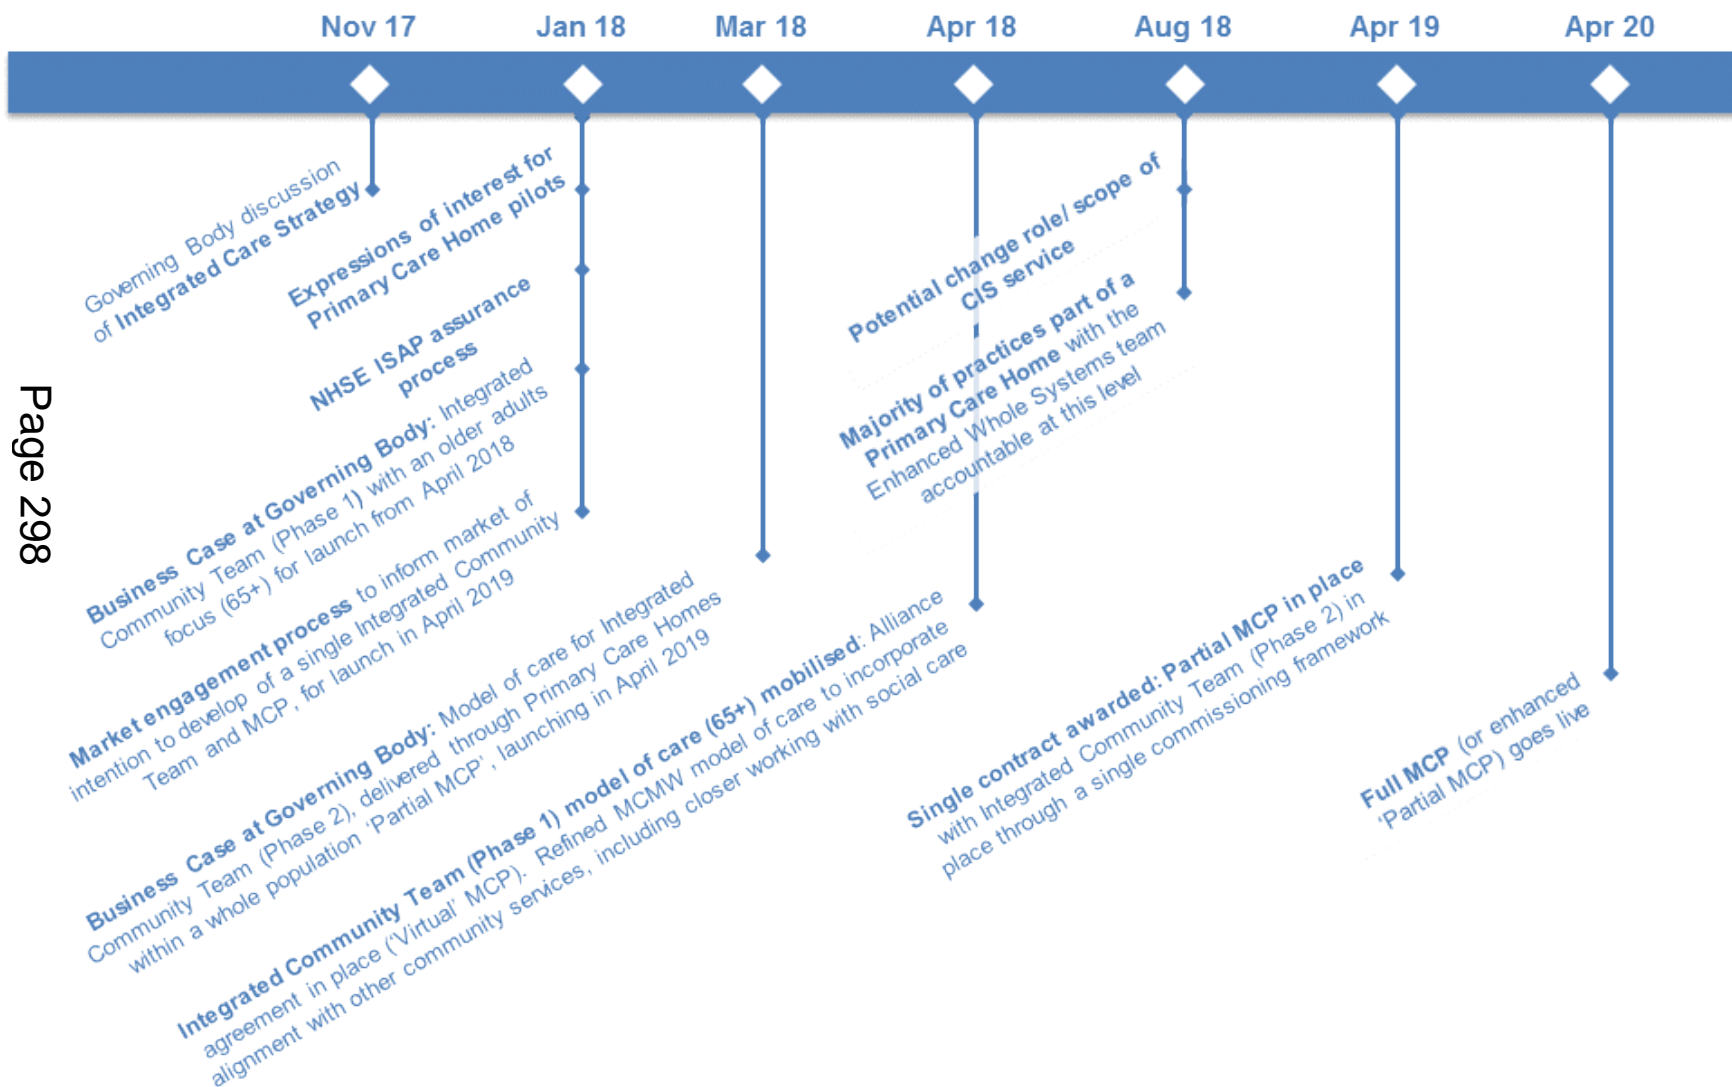 Nov 17
Jan 18
Mar 18
Apr 18
Aug 18
Apr 19
Apr 20
Governing Body discussion
of Integrated Care Strategy
Expressions of interest for
Primary Care Home pilots
NHSE ISAP assurance
process
Business Case at Governing Body: Integrated
Community Team (Phase 1) with an older adults
focus (65+) for launch from April 2018
Market engagement process to inform market of
intention to develop of a single Integrated Community
Team and MCP, for launch in April 2019
Business Case at Governing Body: Model of care for Integrated
Community Team (Phase 2), delivered through Primary Care Homes
within a whole population ‘Partial MCP’, launching in April 2019
Integrated Community Team (Phase 1) model of care (65+) mobilised: Alliance
agreement in place (‘Virtual’ MCP). Refined MCMW model of care to incorporate
alignment with other community services, including closer working with social care
Potential change role/ scope of
CIS service
Majority of practices part of a
Primary Care Home with the
Enhanced Whole Systems team
accountable at this level
Single contract awarded: Partial MCP in place
with Integrated Community Team (Phase 2) in
place through a single commissioning framework
Full MCP (or enhanced
‘Partial MCP) goes live
Page 298